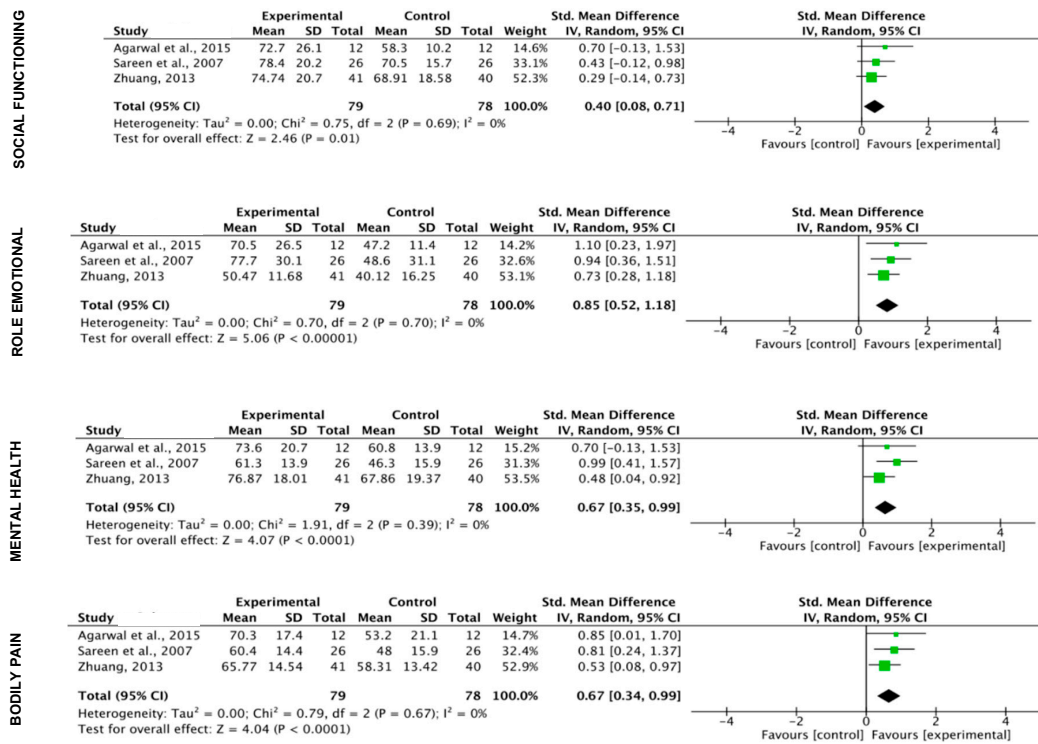 SOCIAL FUNCTIONING
Experimental Control Std. Mean Difference Std. Mean Difference
Study Mean SD Total Mean SD Total Weight IV, Random, 95% CI IV, Random, 95% CI
Agarwal et al., 2015 72.7 26.1 12 58.3 10.2 12 14.6% 0.70 [−0.13, 1.53]
Sareen et al., 2007 78.4 20.2 26 70.5 15.7 26 33.1% 0.43 [−0.12, 0.98]
Zhuang, 2013 74.74 20.7 41 68.91 18.58 40 52.3% 0.29 [−0.14, 0.73]
Total (95% CI) 79 78 100.0% 0.40 [0.08, 0.71]
Heterogeneity: Tau² = 0.00; Chi² = 0.75, df = 2 (P = 0.69); I² = 0%
Test for overall effect: Z = 2.46 (P = 0.01)
−4 −2 0 2 4
Favours [control] Favours [experimental]
ROLE EMOTIONAL
Experimental Control Std. Mean Difference Std. Mean Difference
Study Mean SD Total Mean SD Total Weight IV, Random, 95% CI IV, Random, 95% CI
Agarwal et al., 2015 70.5 26.5 12 47.2 11.4 12 14.2% 1.10 [0.23, 1.97]
Sareen et al., 2007 77.7 30.1 26 48.6 31.1 26 32.6% 0.94 [0.36, 1.51]
Zhuang, 2013 50.47 11.68 41 40.12 16.25 40 53.1% 0.73 [0.28, 1.18]
Total (95% CI) 79 78 100.0% 0.85 [0.52, 1.18]
Heterogeneity: Tau² = 0.00; Chi² = 0.70, df = 2 (P = 0.70); I² = 0%
Test for overall effect: Z = 5.06 (P < 0.00001)
−4 −2 0 2 4
Favours [control] Favours [experimental]
MENTAL HEALTH
Experimental Control Std. Mean Difference Std. Mean Difference
Study Mean SD Total Mean SD Total Weight IV, Random, 95% CI IV, Random, 95% CI
Agarwal et al., 2015 73.6 20.7 12 60.8 13.9 12 15.2% 0.70 [−0.13, 1.53]
Sareen et al., 2007 61.3 13.9 26 46.3 15.9 26 31.3% 0.99 [0.41, 1.57]
Zhuang, 2013 76.87 18.01 41 67.86 19.37 40 53.5% 0.48 [0.04, 0.92]
Total (95% CI) 79 78 100.0% 0.67 [0.35, 0.99]
Heterogeneity: Tau² = 0.00; Chi² = 1.91, df = 2 (P = 0.39); I² = 0%
Test for overall effect: Z = 4.07 (P < 0.0001)
−4 −2 0 2 4
Favours [control] Favours [experimental]
BODILY PAIN
Experimental Control Std. Mean Difference Std. Mean Difference
Study Mean SD Total Mean SD Total Weight IV, Random, 95% CI IV, Random, 95% CI
Agarwal et al., 2015 70.3 17.4 12 53.2 21.1 12 14.7% 0.85 [0.01, 1.70]
Sareen et al., 2007 60.4 14.4 26 48 15.9 26 32.4% 0.81 [0.24, 1.37]
Zhuang, 2013 65.77 14.54 41 58.31 13.42 40 52.9% 0.53 [0.08, 0.97]
Total (95% CI) 79 78 100.0% 0.67 [0.34, 0.99]
Heterogeneity: Tau² = 0.00; Chi² = 0.79, df = 2 (P = 0.67); I² = 0%
Test for overall effect: Z = 4.04 (P < 0.0001)
−4 −2 0 2 4
Favours [control] Favours [experimental]